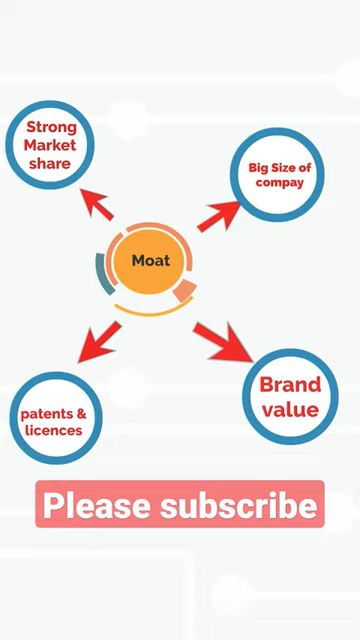 Strong
Market
share
Big Size of
compay
Moat
patents &
licences
Brand
value
Please subscribe